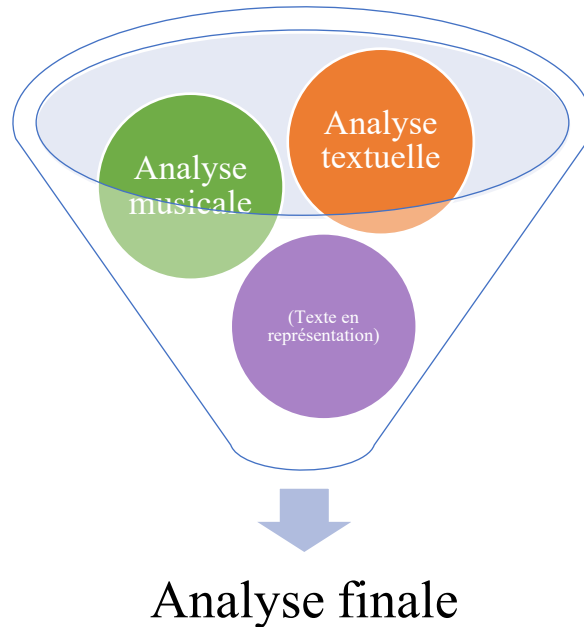 Analyse
textuelle
Analyse
musicale
(Texte en
représentation)
Analyse finale